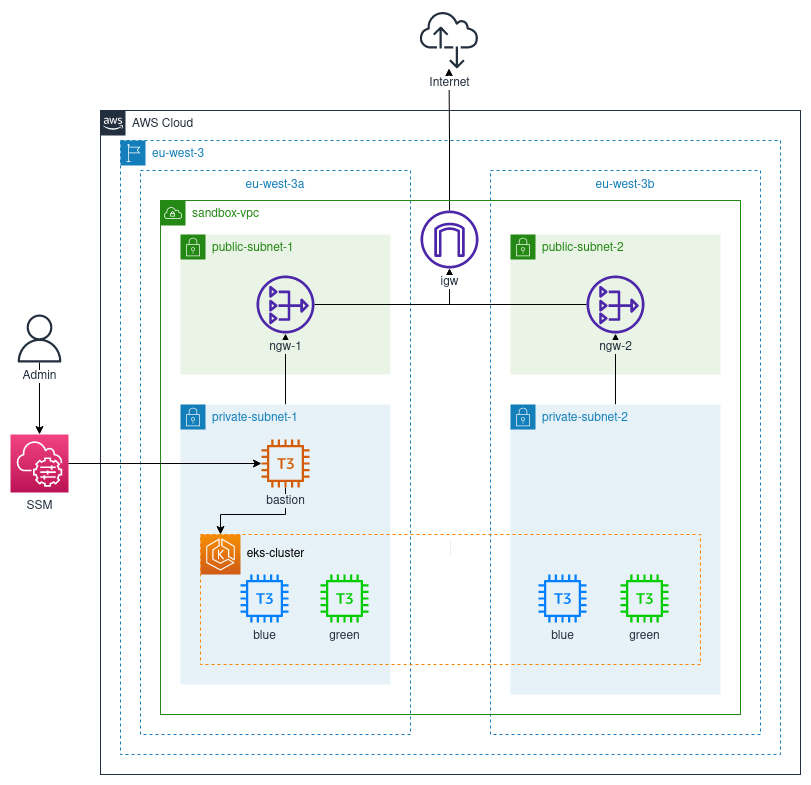 Internet
aws
AWS Cloud
eu-west-3
eu-west-3a
eu-west-3b
sandbox-vpc
public-subnet-1
public-subnet-2
igw
ngw-1
ngw-2
Admin
private-subnet-1
private-subnet-2
T3
SSM
bastion
K
eks-cluster
T3
T3
T3
T3
blue
green
blue
green